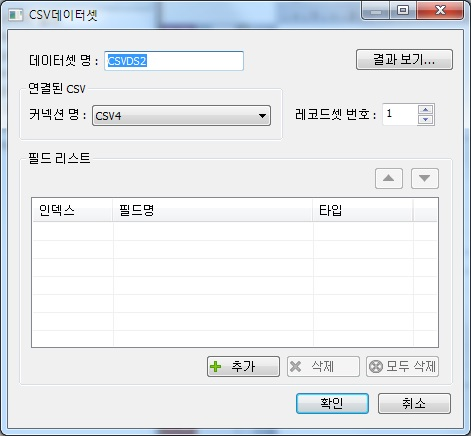 CSV데이터셋
데이터셋 명 : CSVDS2 결과 보기...
연결된 CSV
커넥션 명 : CSV4 레코드셋 번호 : 1
필드 리스트
인덱스 필드명 타입
추가 삭제 모두 삭제
확인 취소